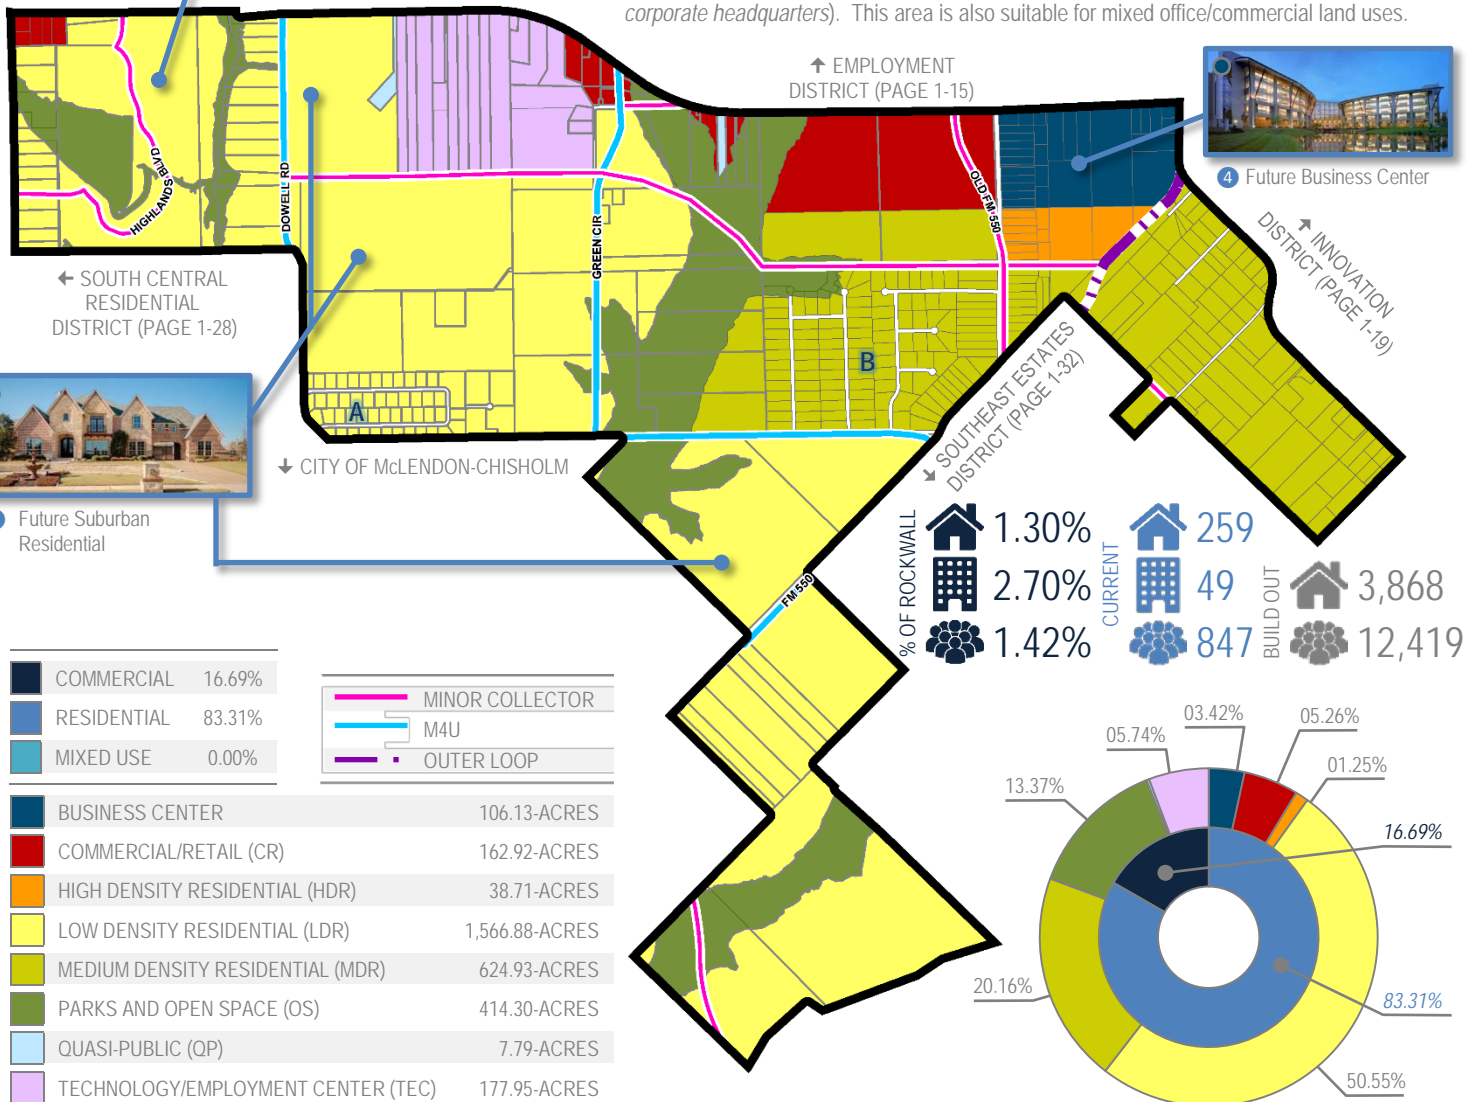 corporate headquarters). This area is also suitable for mixed office/commercial land uses.
↑ EMPLOYMENT
DISTRICT (PAGE 1-15)
4 Future Business Center
↗ INNOVATION
DISTRICT (PAGE 1-19)
HIGHLANDS BLVD
DOWELL RD
GREEN CIR
OLD FM 550
← SOUTH CENTRAL
RESIDENTIAL
DISTRICT (PAGE 1-28)
A
B
↘ SOUTHEAST ESTATES
DISTRICT (PAGE 1-32)
↓ CITY OF McLENDON-CHISHOLM
Future Suburban
Residential
FM 550
% OF ROCKWALL
1.30%
2.70%
1.42%
CURRENT
259
49
847
BUILD OUT
3,868
12,419
COMMERCIAL 16.69%
RESIDENTIAL 83.31%
MIXED USE 0.00%
MINOR COLLECTOR
M4U
OUTER LOOP
BUSINESS CENTER 106.13-ACRES
COMMERCIAL/RETAIL (CR) 162.92-ACRES
HIGH DENSITY RESIDENTIAL (HDR) 38.71-ACRES
LOW DENSITY RESIDENTIAL (LDR) 1,566.88-ACRES
MEDIUM DENSITY RESIDENTIAL (MDR) 624.93-ACRES
PARKS AND OPEN SPACE (OS) 414.30-ACRES
QUASI-PUBLIC (QP) 7.79-ACRES
TECHNOLOGY/EMPLOYMENT CENTER (TEC) 177.95-ACRES
03.42%
05.26%
05.74%
01.25%
13.37%
16.69%
20.16%
83.31%
50.55%